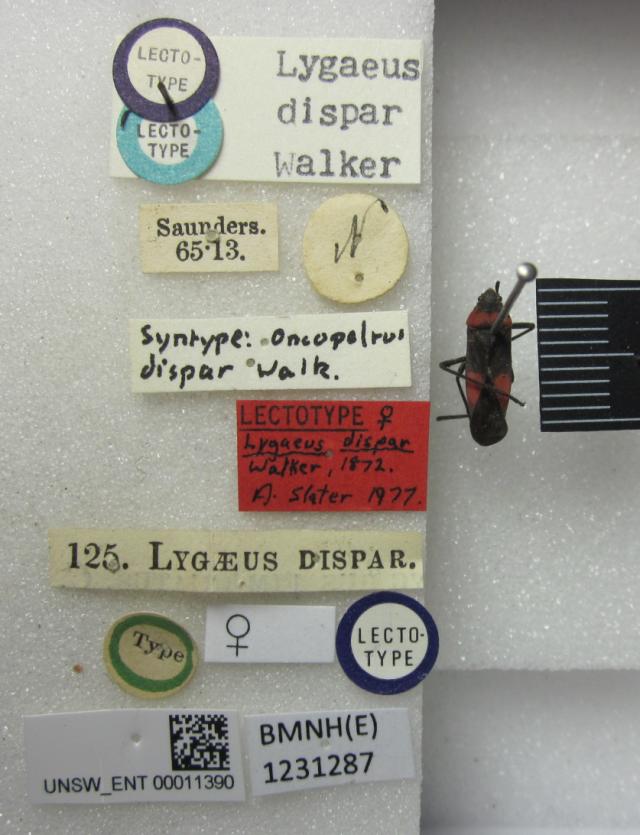 LECTO-
TYPE
LECTO-
TYPE
Lygaeus
dispar
Walker
Saunders.
65·13.
N
Syntype: Oncopeltus
dispar Walk.
LECTOTYPE ♀
Lygaeus dispar
Walker, 1872.
A. Slater 1977.
125. LYGÆUS DISPAR.
Type
♀
LECTO-
TYPE
UNSW_ENT 00011390
BMNH(E)
1231287